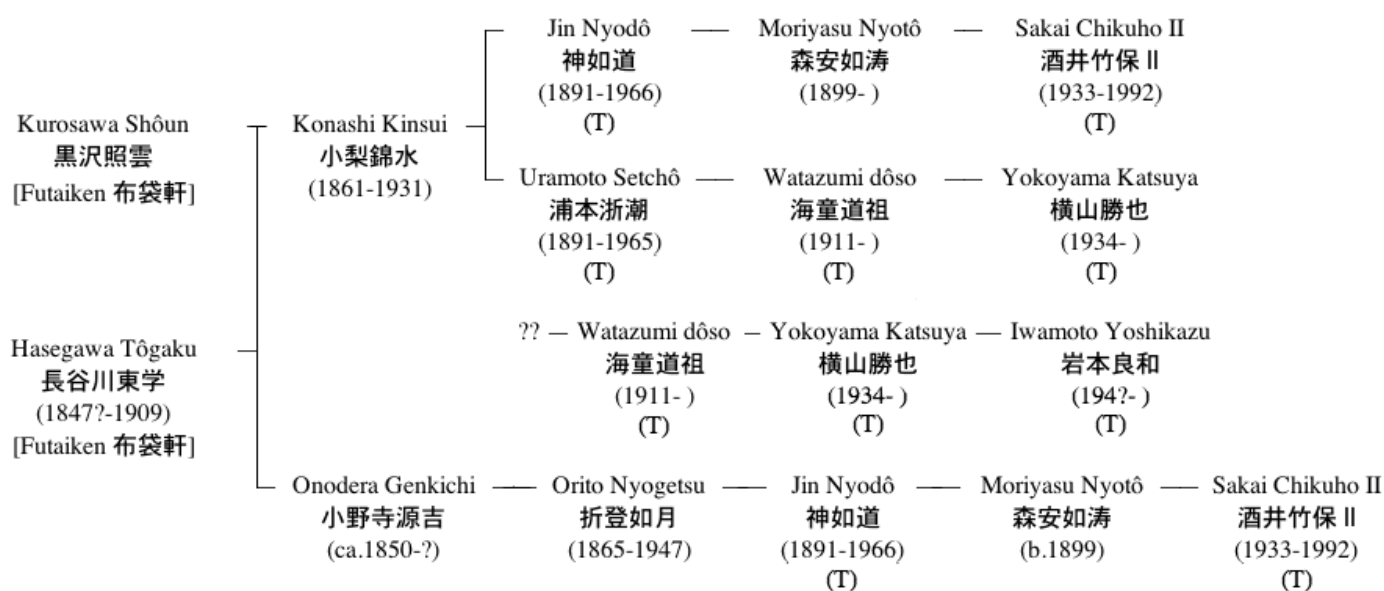 Jin Nyodô — Moriyasu Nyotô — Sakai Chikuho II
神如道 森安如涛 酒井竹保 II
(1891-1966) (1899- ) (1933-1992)
(T) (T)
Kurosawa Shôun Konashi Kinsui
黒沢照雲 小梨錦水
[Futaiken 布袋軒] (1861-1931)
Uramoto Setchô — Watazumi dôso — Yokoyama Katsuya
浦本浙潮 海童道祖 横山勝也
(1891-1965) (1911- ) (1934- )
(T) (T) (T)
?? — Watazumi dôso — Yokoyama Katsuya — Iwamoto Yoshikazu
海童道祖 横山勝也 岩本良和
(1911- ) (1934- ) (194?- )
(T) (T) (T)
Hasegawa Tôgaku
長谷川東学
(1847?-1909)
[Futaiken 布袋軒]
Onodera Genkichi — Orito Nyogetsu — Jin Nyodô — Moriyasu Nyotô — Sakai Chikuho II
小野寺源吉 折登如月 神如道 森安如涛 酒井竹保 II
(ca.1850-?) (1865-1947) (1891-1966) (b.1899) (1933-1992)
(T) (T)